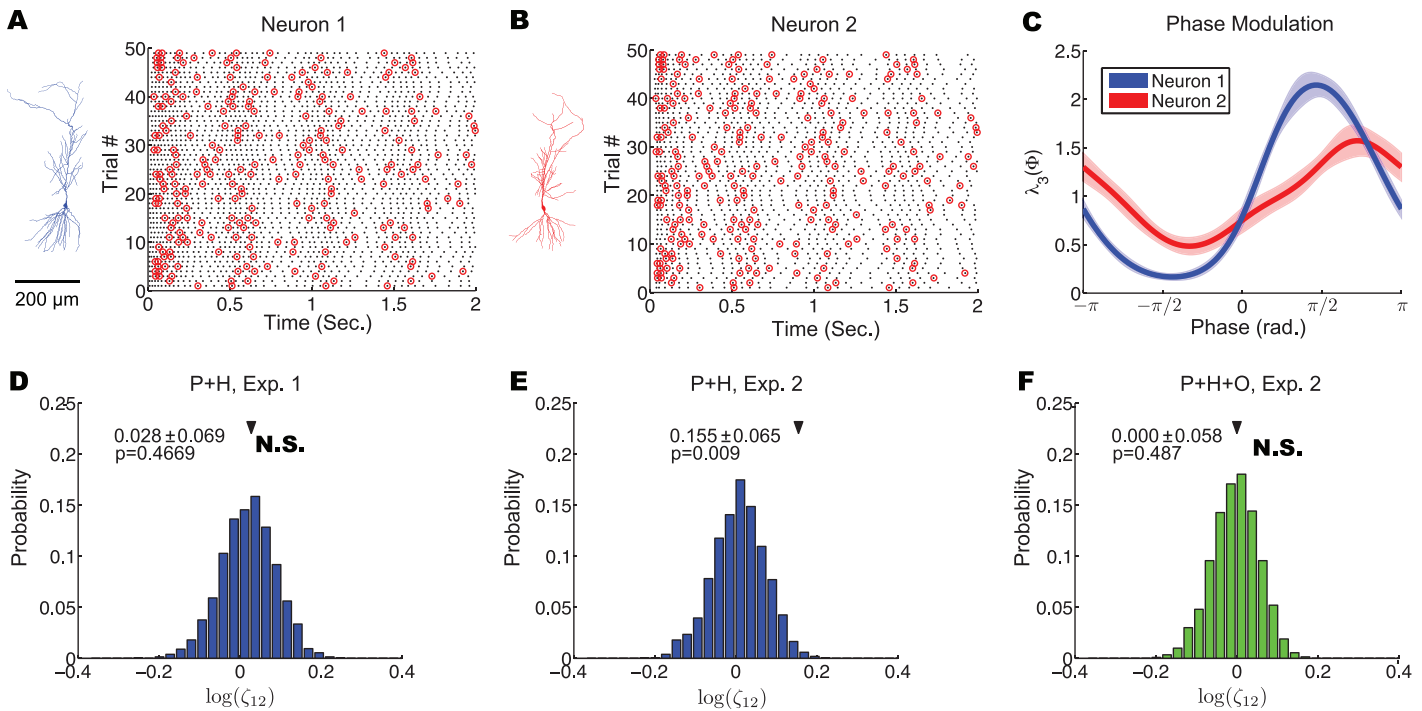 A
Neuron 1
Trial #
50
40
30
20
10
0
0
0.5
1
1.5
2
Time (Sec.)
200 µm
B
Neuron 2
Trial #
50
40
30
20
10
0
0
0.5
1
1.5
2
Time (Sec.)
C
Phase Modulation
λ₃(Φ)
2.5
2
1.5
1
0.5
0
Neuron 1
Neuron 2
−π
−π/2
0
π/2
π
Phase (rad.)
D
P+H, Exp. 1
Probability
0.25
0.2
0.15
0.1
0.05
0
0.028 ±0.069
p=0.4669
N.S.
−0.4
−0.2
0
0.2
0.4
log(ζ₁₂)
E
P+H, Exp. 2
Probability
0.25
0.2
0.15
0.1
0.05
0
0.155 ±0.065
p=0.009
−0.4
−0.2
0
0.2
0.4
log(ζ₁₂)
F
P+H+O, Exp. 2
Probability
0.25
0.2
0.15
0.1
0.05
0
0.000 ±0.058
p=0.487
N.S.
−0.4
−0.2
0
0.2
0.4
log(ζ₁₂)